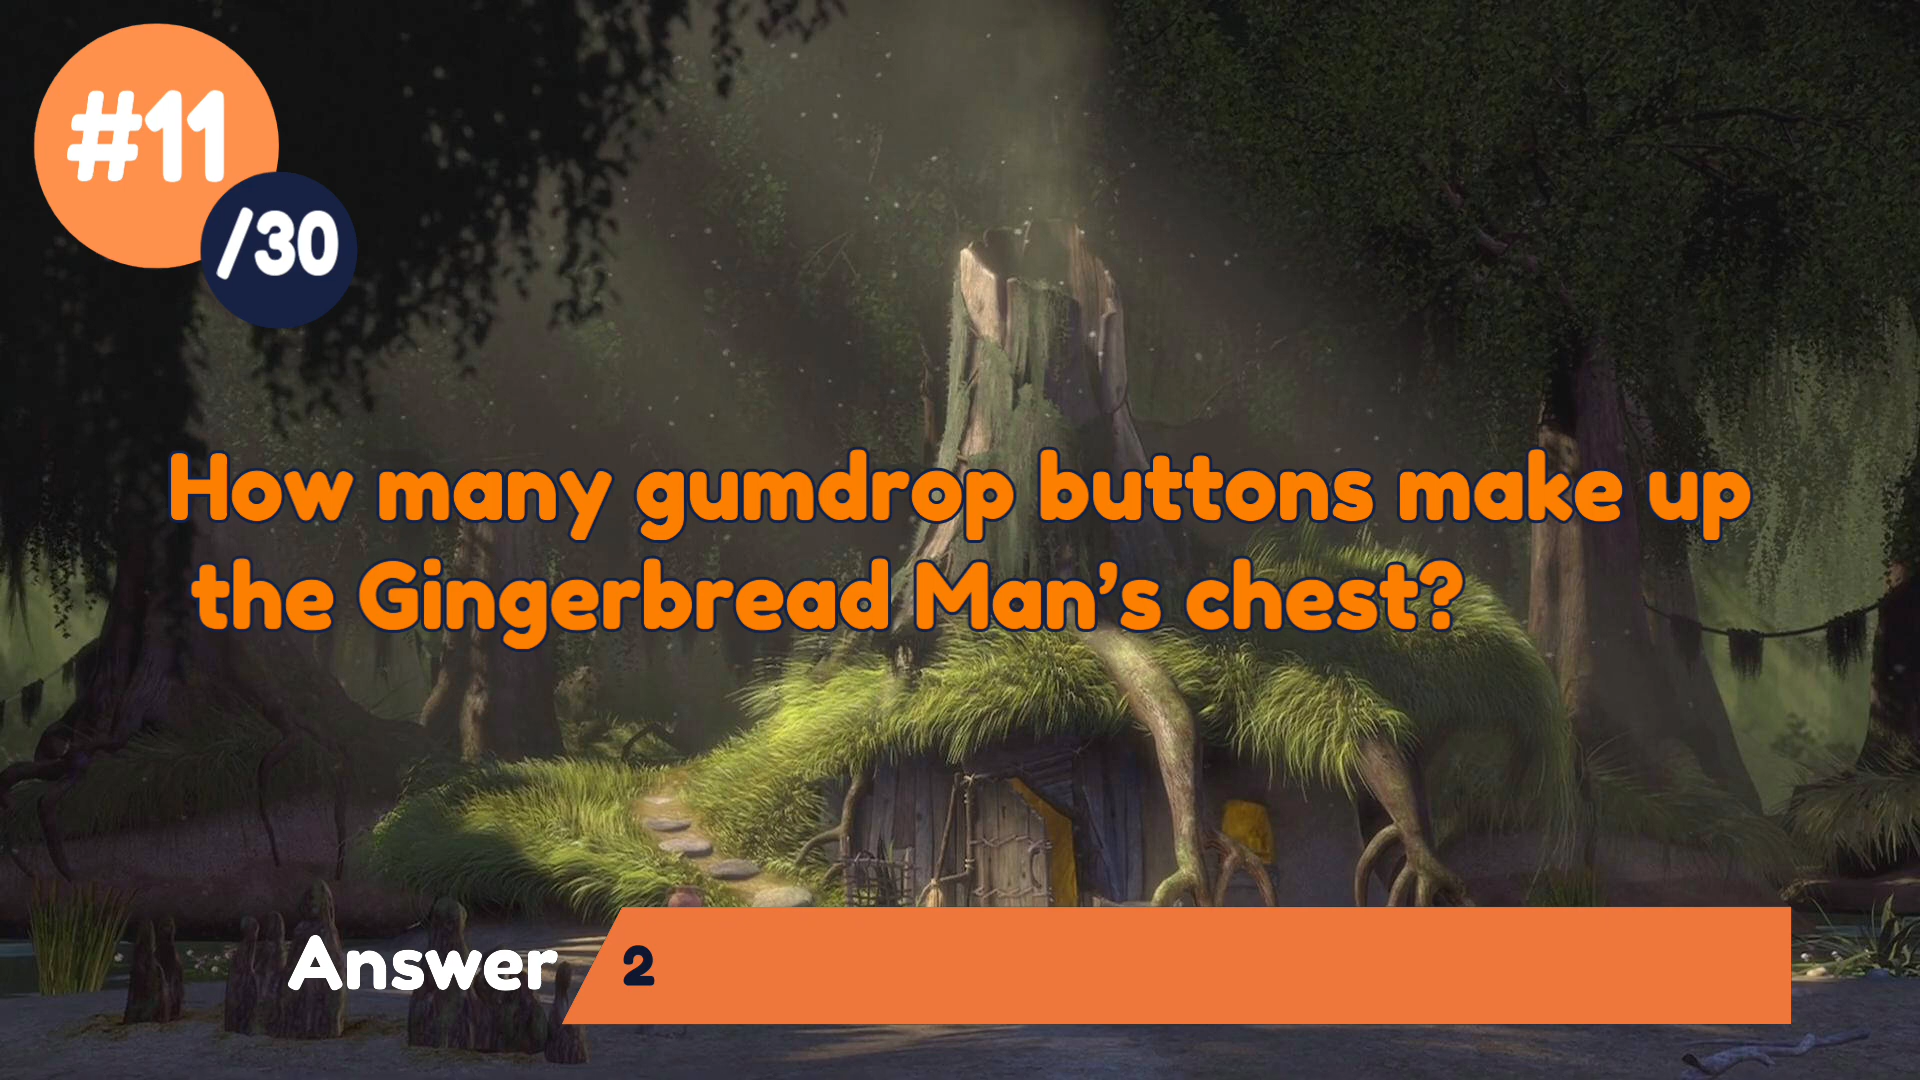 #11
/30
How many gumdrop buttons make up
the Gingerbread Man’s chest?
Answer
2